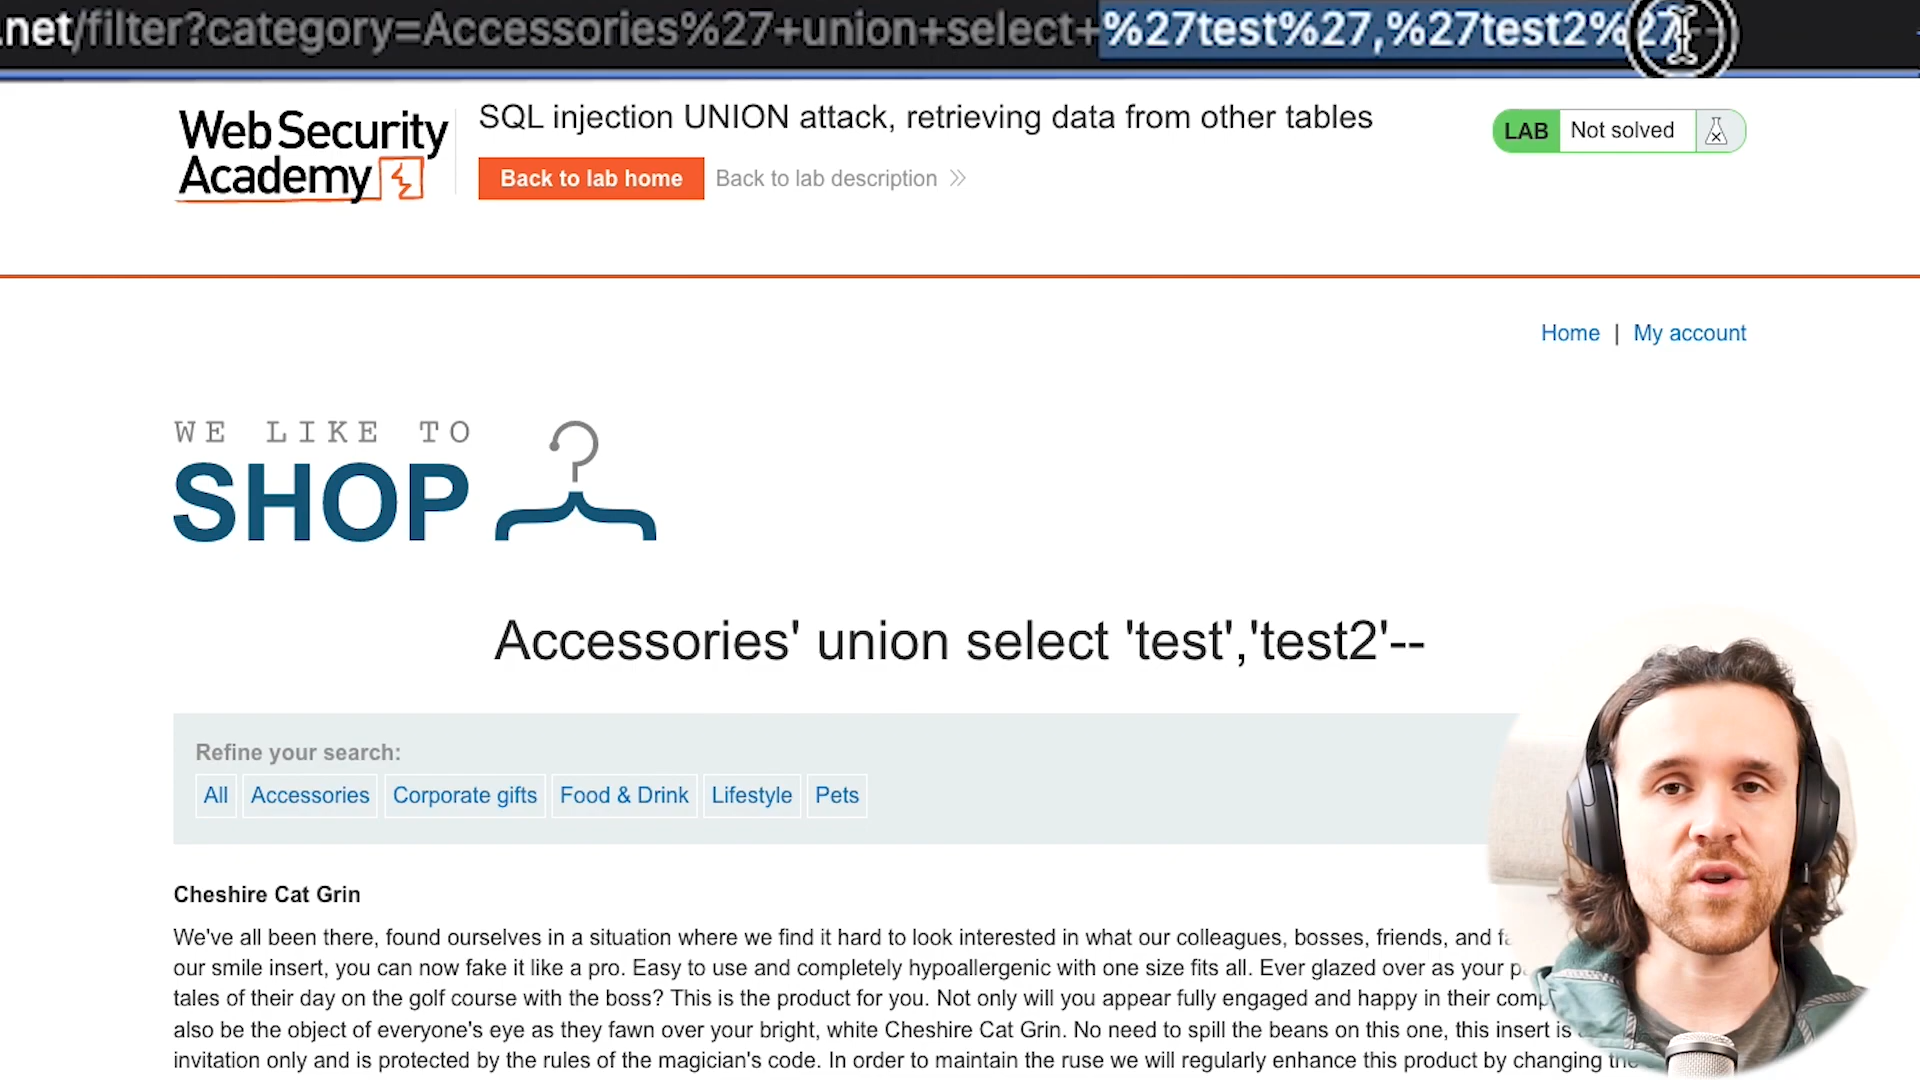 .net/filter?category=Accessories%27+union+select+%27test%27,%27test2%27--
Web Security
Academy
SQL injection UNION attack, retrieving data from other tables
Back to lab home
Back to lab description
LAB
Not solved
Home | My account
WE LIKE TO
SHOP
Accessories' union select 'test','test2'--
Refine your search:
All
Accessories
Corporate gifts
Food & Drink
Lifestyle
Pets
Cheshire Cat Grin
We've all been there, found ourselves in a situation where we find it hard to look interested in what our colleagues, bosses, friends, and
our smile insert, you can now fake it like a pro. Easy to use and completely hypoallergenic with one size fits all. Ever glazed over as your
tales of their day on the golf course with the boss? This is the product for you. Not only will you appear fully engaged and happy in their
also be the object of everyone's eye as they fawn over your bright, white Cheshire Cat Grin. No need to spill the beans on this one, this insert is
invitation only and is protected by the rules of the magician's code. In order to maintain the ruse we will regularly enhance this product by changing the